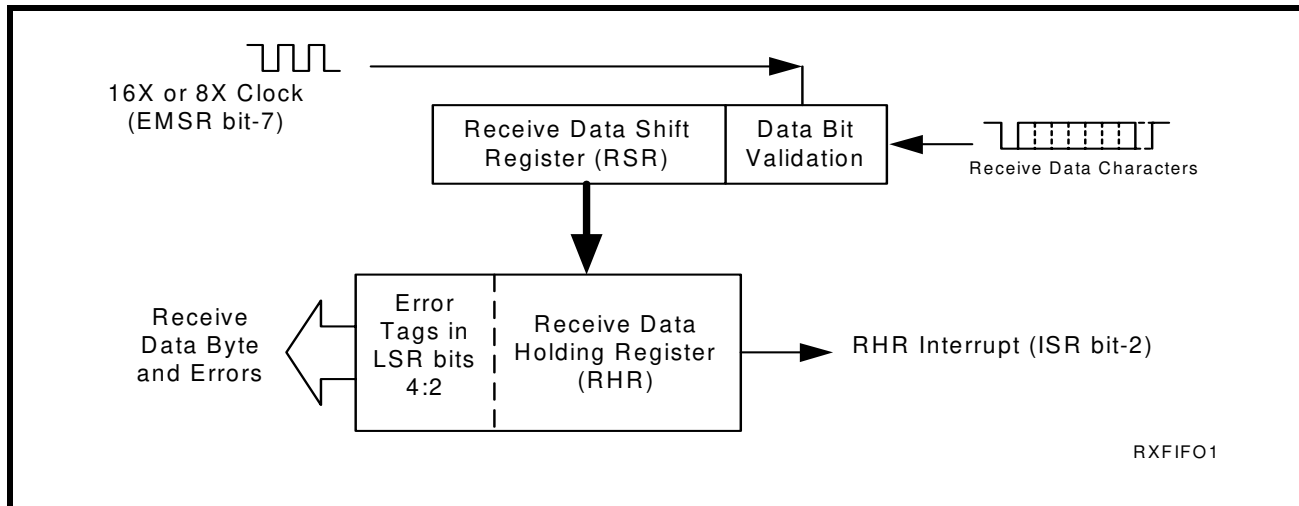 16X or 8X Clock
(EMSR bit-7)
Receive Data Shift
Register (RSR)
Data Bit
Validation
Receive Data Characters
Receive
Data Byte
and Errors
Error
Tags in
LSR bits
4:2
Receive Data
Holding Register
(RHR)
RHR Interrupt (ISR bit-2)
RXFIFO1